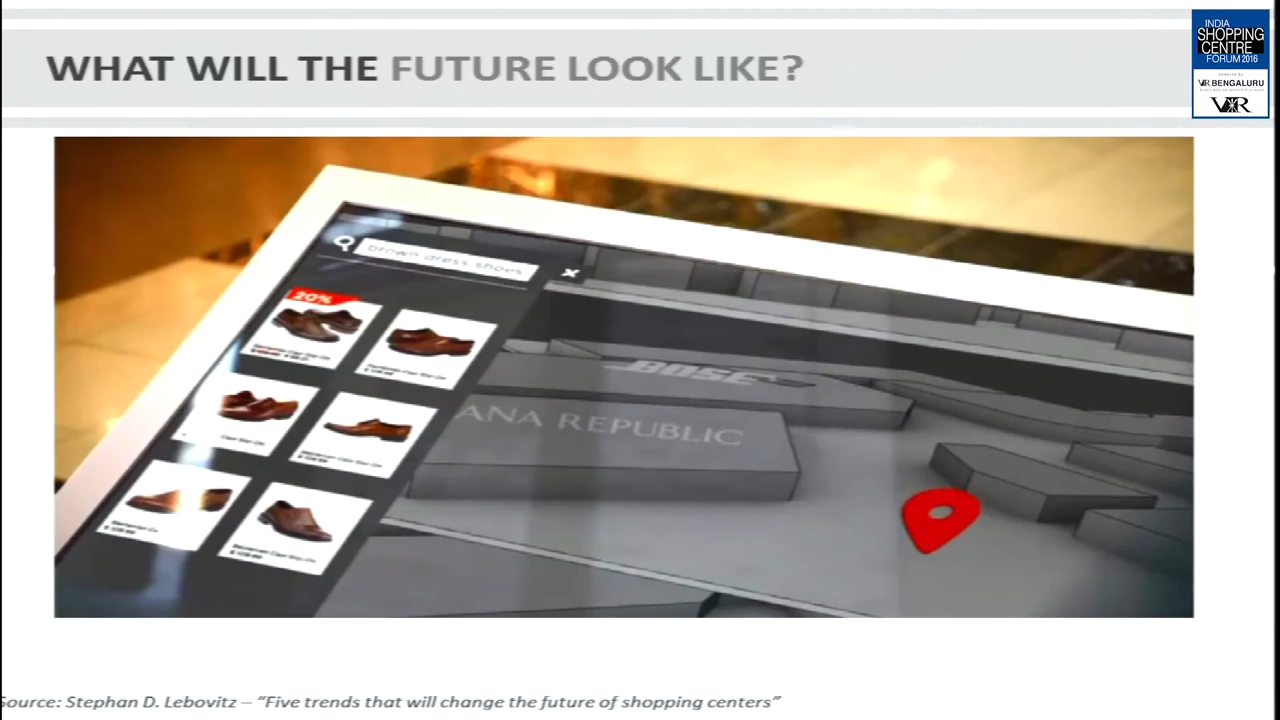 WHAT WILL THE FUTURE LOOK LIKE?
INDIA
SHOPPING
CENTRE
FORUM 2016
VR BENGALURU
VR
brown dress shoes
20%
BOSE
ANA REPUBLIC
Source: Stephan D. Lebovitz – “Five trends that will change the future of shopping centers”